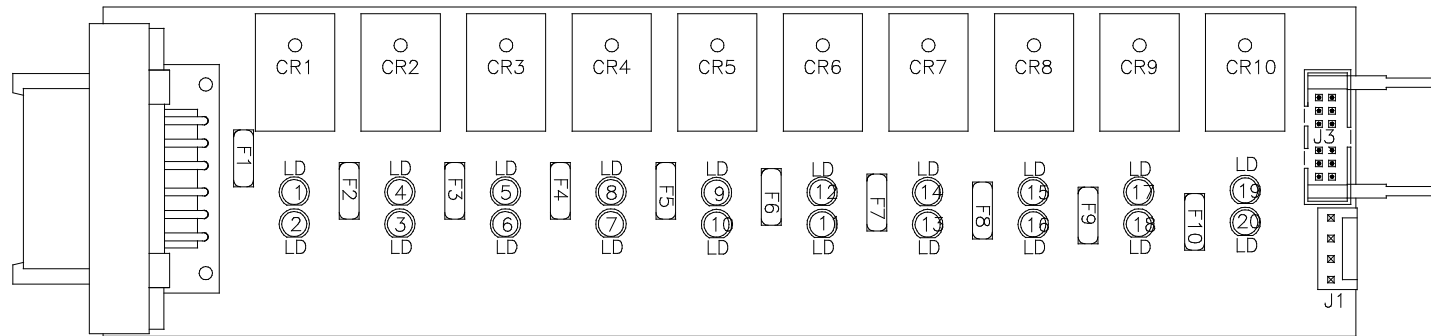 CR1 CR2 CR3 CR4 CR5 CR6 CR7 CR8 CR9 CR10
J3
F1 F2 F3 F4 F5 F6 F7 F8 F9 F10
LD LD LD LD LD LD LD LD LD LD
1 4 5 8 9 12 14 15 17 19
2 3 6 7 10 11 13 16 18 20
LD LD LD LD LD LD LD LD LD LD
J1